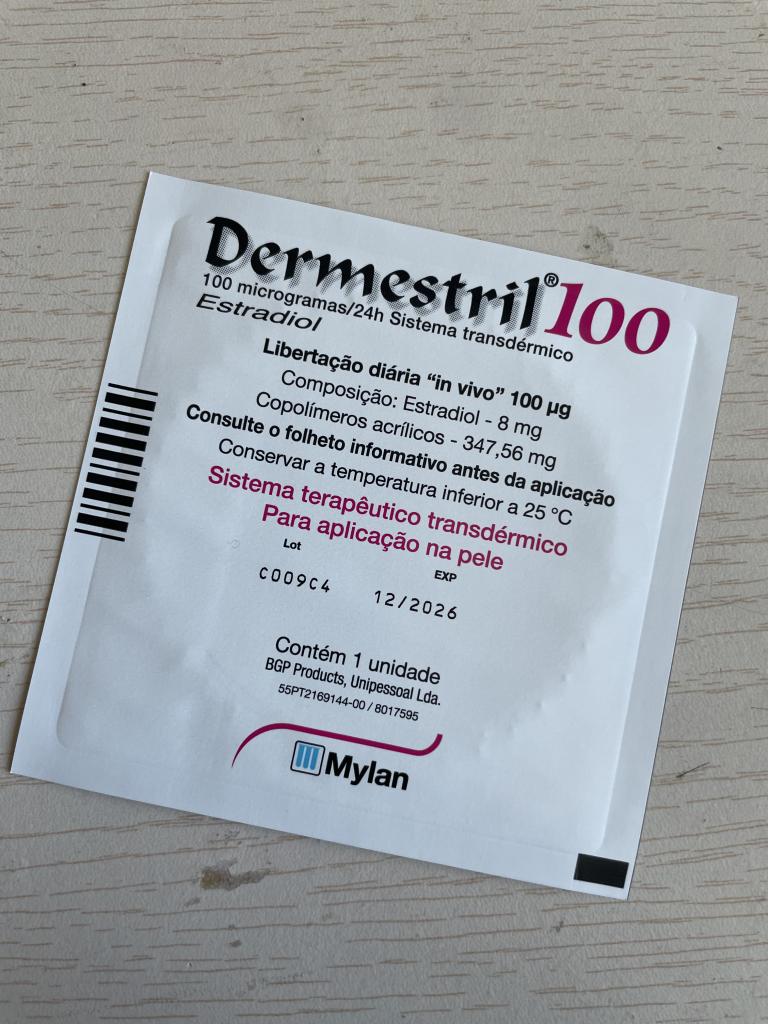 Dermestril®100
100 microgramas/24h Sistema transdérmico
Estradiol
Libertação diária “in vivo” 100 µg
Composição: Estradiol - 8 mg
Copolímeros acrílicos - 347,56 mg
Consulte o folheto informativo antes da aplicação
Conservar a temperatura inferior a 25 °C
Sistema terapêutico transdérmico
Para aplicação na pele
Lot EXP
C009C4 12/2026
Contém 1 unidade
BGP Products, Unipessoal Lda.
55PT2169144-00 / 8017595
Mylan